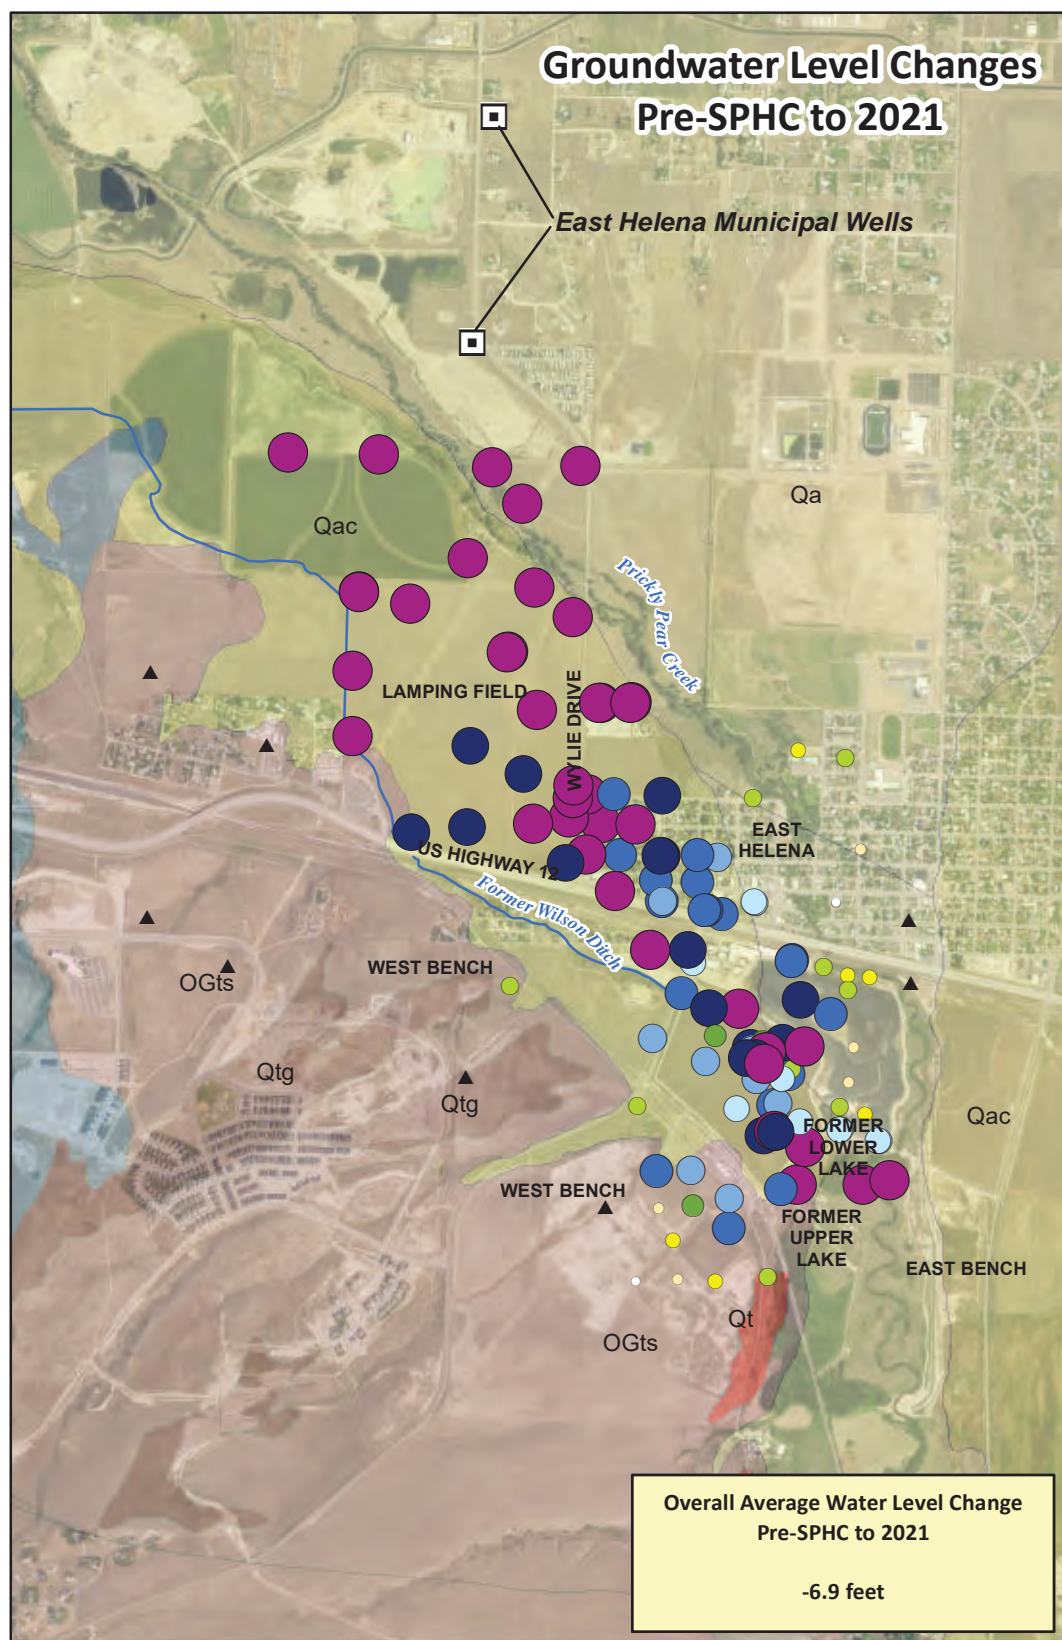 Groundwater Level Changes
Pre-SPHC to 2021
East Helena Municipal Wells
Qa
Qac
Prickly Pear Creek
LAMPING FIELD
WYLIE DRIVE
EAST
HELENA
US HIGHWAY 12
Former Wilson Ditch
WEST BENCH
OGts
Qtg
Qtg
Qac
FORMER
LOWER
LAKE
WEST BENCH
FORMER
UPPER
LAKE
EAST BENCH
Qt
OGts
Overall Average Water Level Change
Pre-SPHC to 2021
-6.9 feet